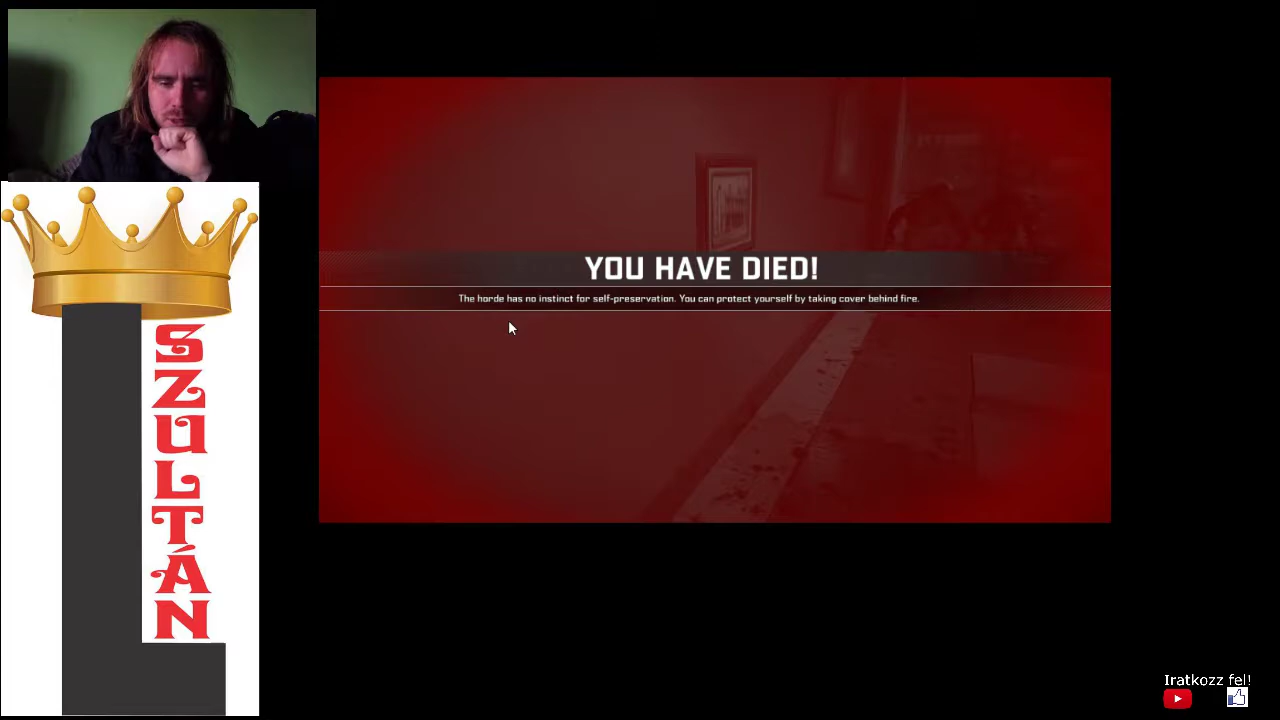 YOU HAVE DIED!
The horde has no instinct for self-preservation. You can protect yourself by taking cover behind fire.
L
SZULTÁN
Iratkozz fel!